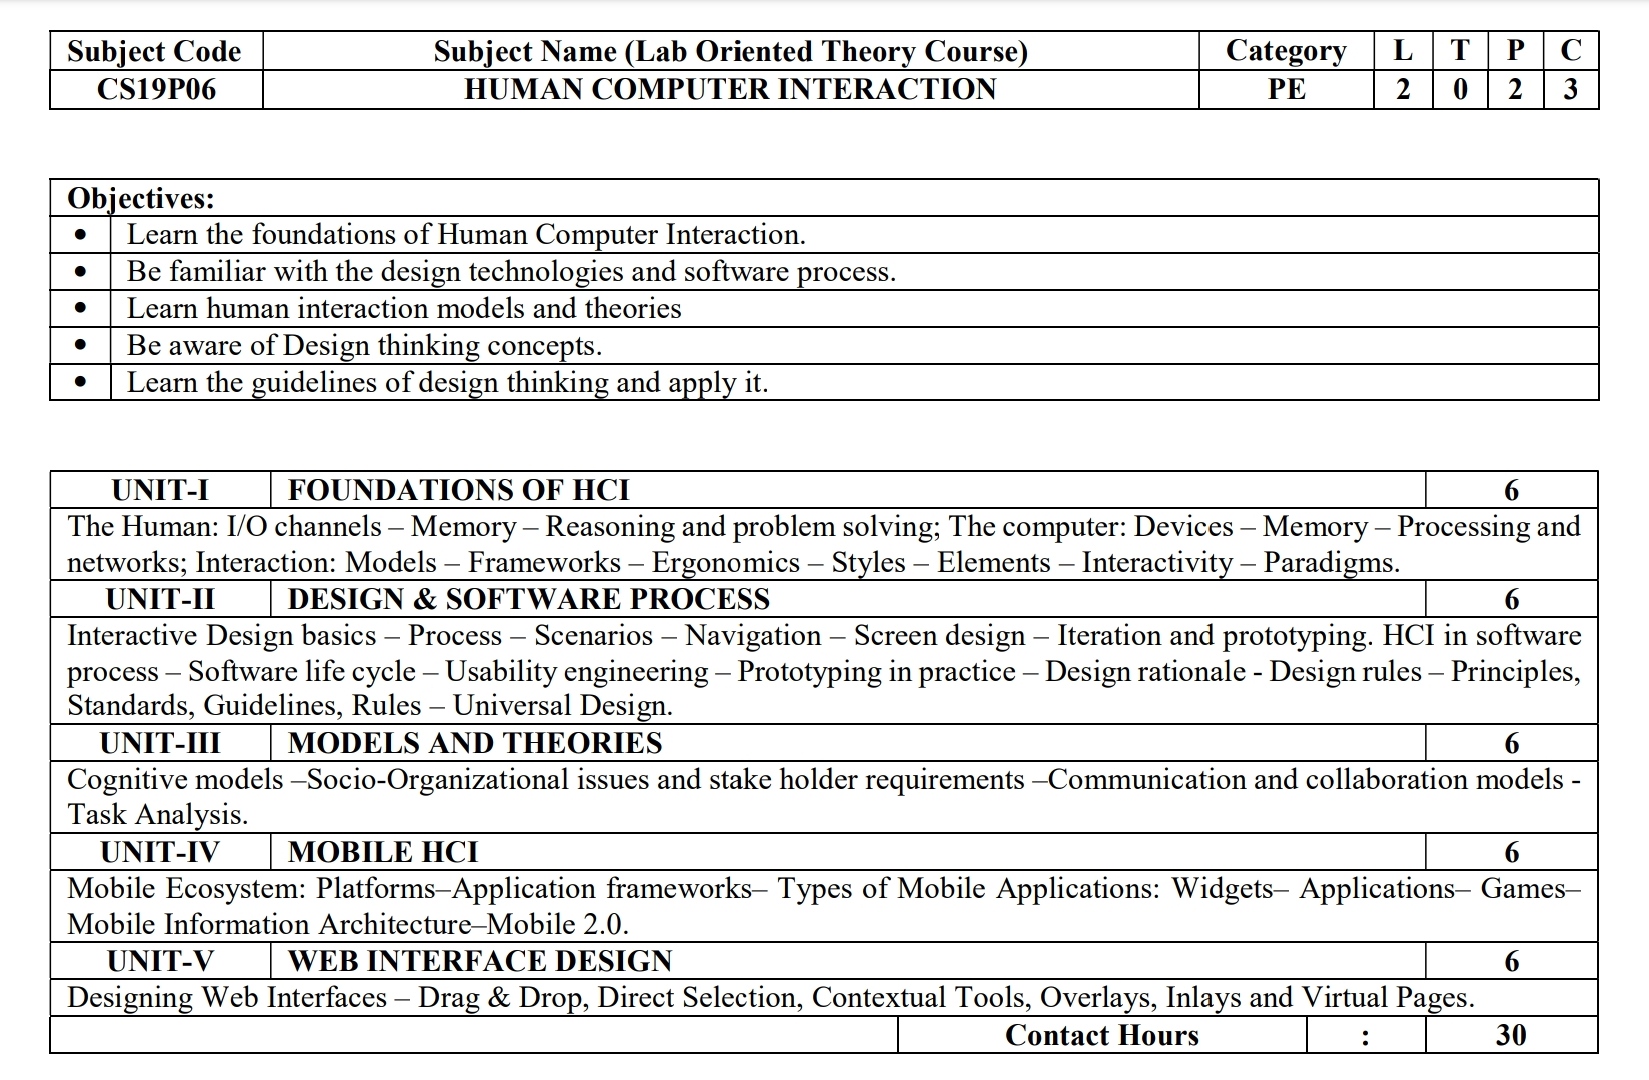 Subject Code Subject Name (Lab Oriented Theory Course) Category L T P C
CS19P06 HUMAN COMPUTER INTERACTION PE 2 0 2 3
Objectives:
• Learn the foundations of Human Computer Interaction.
• Be familiar with the design technologies and software process.
• Learn human interaction models and theories
• Be aware of Design thinking concepts.
• Learn the guidelines of design thinking and apply it.
UNIT-I FOUNDATIONS OF HCI 6
The Human: I/O channels – Memory – Reasoning and problem solving; The computer: Devices – Memory – Processing and
networks; Interaction: Models – Frameworks – Ergonomics – Styles – Elements – Interactivity – Paradigms.
UNIT-II DESIGN & SOFTWARE PROCESS 6
Interactive Design basics – Process – Scenarios – Navigation – Screen design – Iteration and prototyping. HCI in software
process – Software life cycle – Usability engineering – Prototyping in practice – Design rationale - Design rules – Principles,
Standards, Guidelines, Rules – Universal Design.
UNIT-III MODELS AND THEORIES 6
Cognitive models –Socio-Organizational issues and stake holder requirements –Communication and collaboration models -
Task Analysis.
UNIT-IV MOBILE HCI 6
Mobile Ecosystem: Platforms–Application frameworks– Types of Mobile Applications: Widgets– Applications– Games–
Mobile Information Architecture–Mobile 2.0.
UNIT-V WEB INTERFACE DESIGN 6
Designing Web Interfaces – Drag & Drop, Direct Selection, Contextual Tools, Overlays, Inlays and Virtual Pages.
Contact Hours : 30